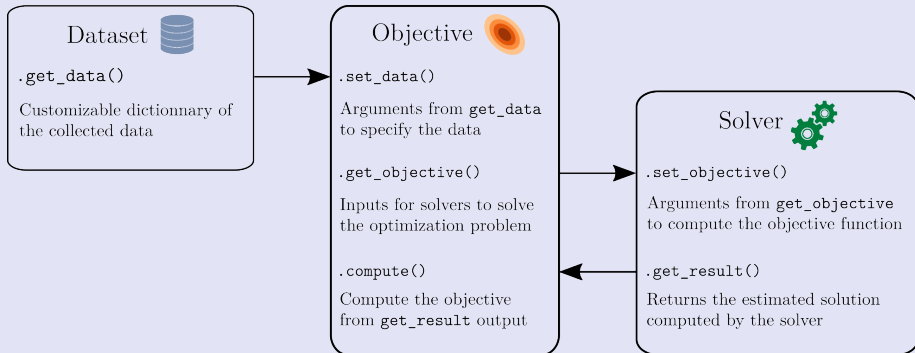 Dataset
.get_data()
Customizable dictionnary of
the collected data
Objective
.set_data()
Arguments from get_data
to specify the data
.get_objective()
Inputs for solvers to solve
the optimization problem
.compute()
Compute the objective
from get_result output
Solver
.set_objective()
Arguments from get_objective
to compute the objective function
.get_result()
Returns the estimated solution
computed by the solver